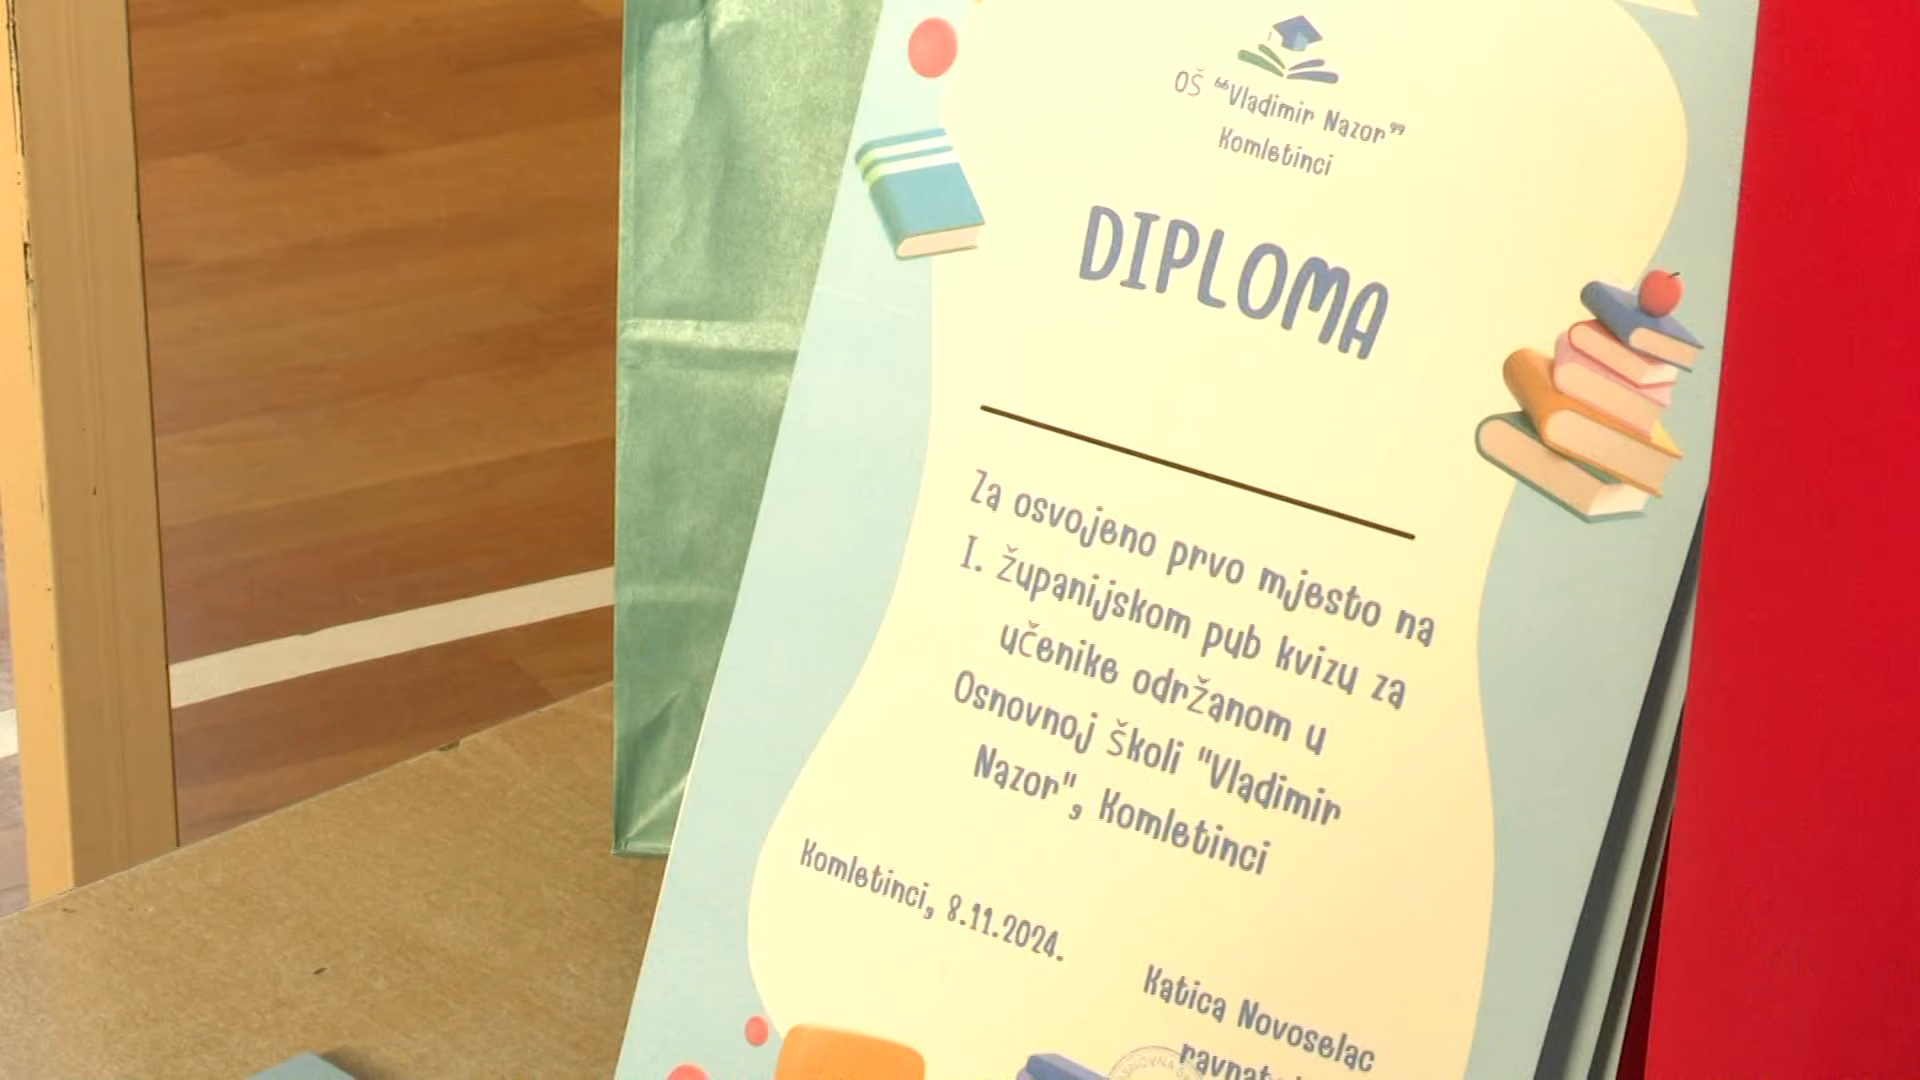 OŠ “Vladimir Nazor”
Komletinci
DIPLOMA
Za osvojeno prvo mjesto na
I. Županijskom pub kvizu za
učenike održanom u
Osnovnoj školi "Vladimir
Nazor", Komletinci
Komletinci, 8.11.2024.
Katica Novoselac